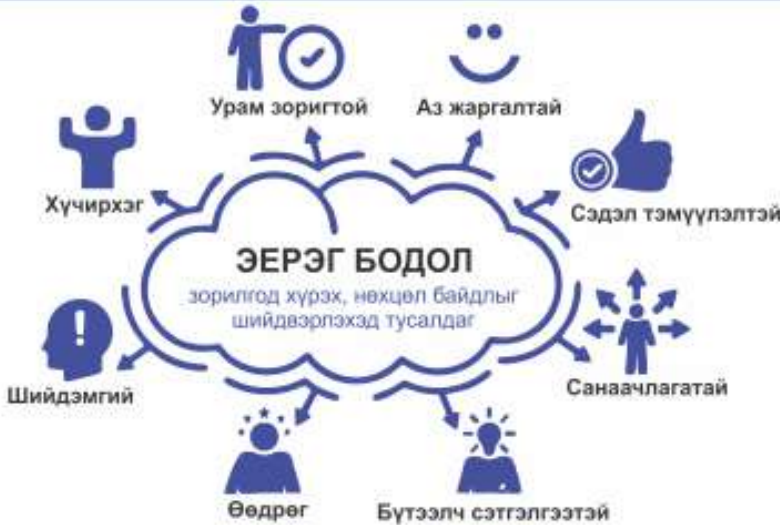 Урам зоригтой
Аз жаргалтай
Хүчирхэг
Сэдэл тэмүүлэлтэй
ЭЕРЭГ БОДОЛ
зорилгод хүрэх, нөхцөл байдлыг
шийдвэрлэхэд тусалдаг
Шийдэмгий
Санаачлагатай
Өөдрөг
Бүтээлч сэтгэлгээтэй